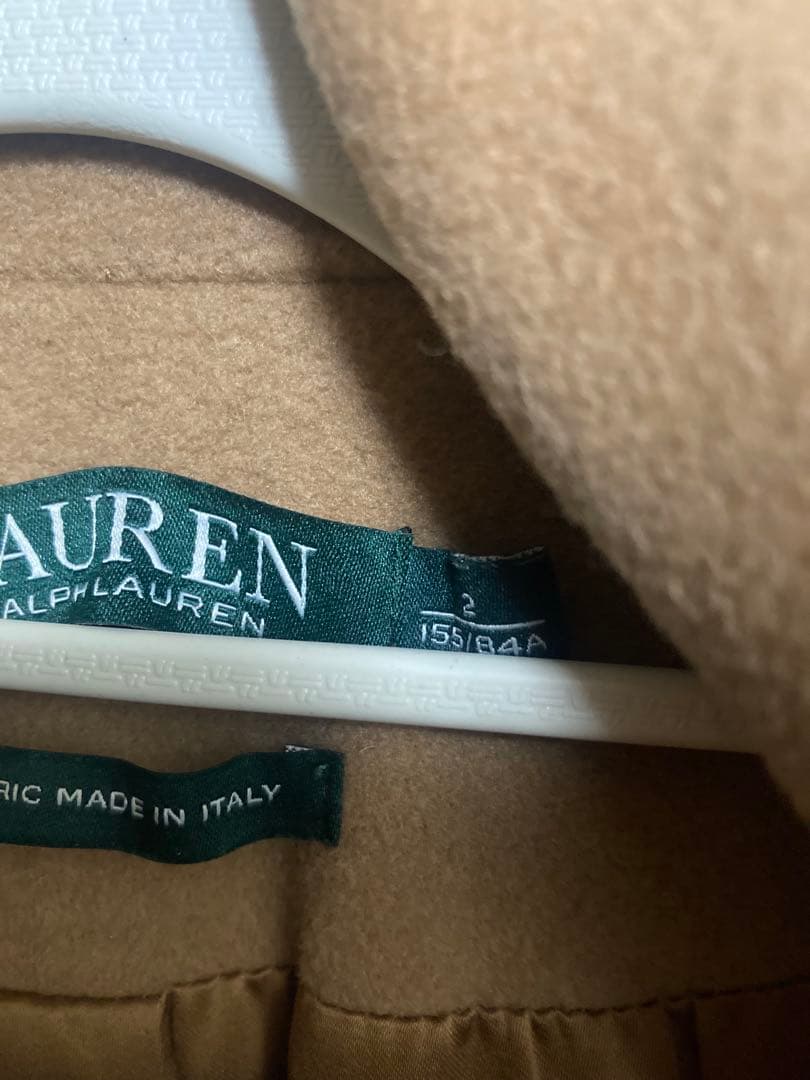 AUREN
ALPH LAUREN
2
155/84A
RIC MADE IN ITALY